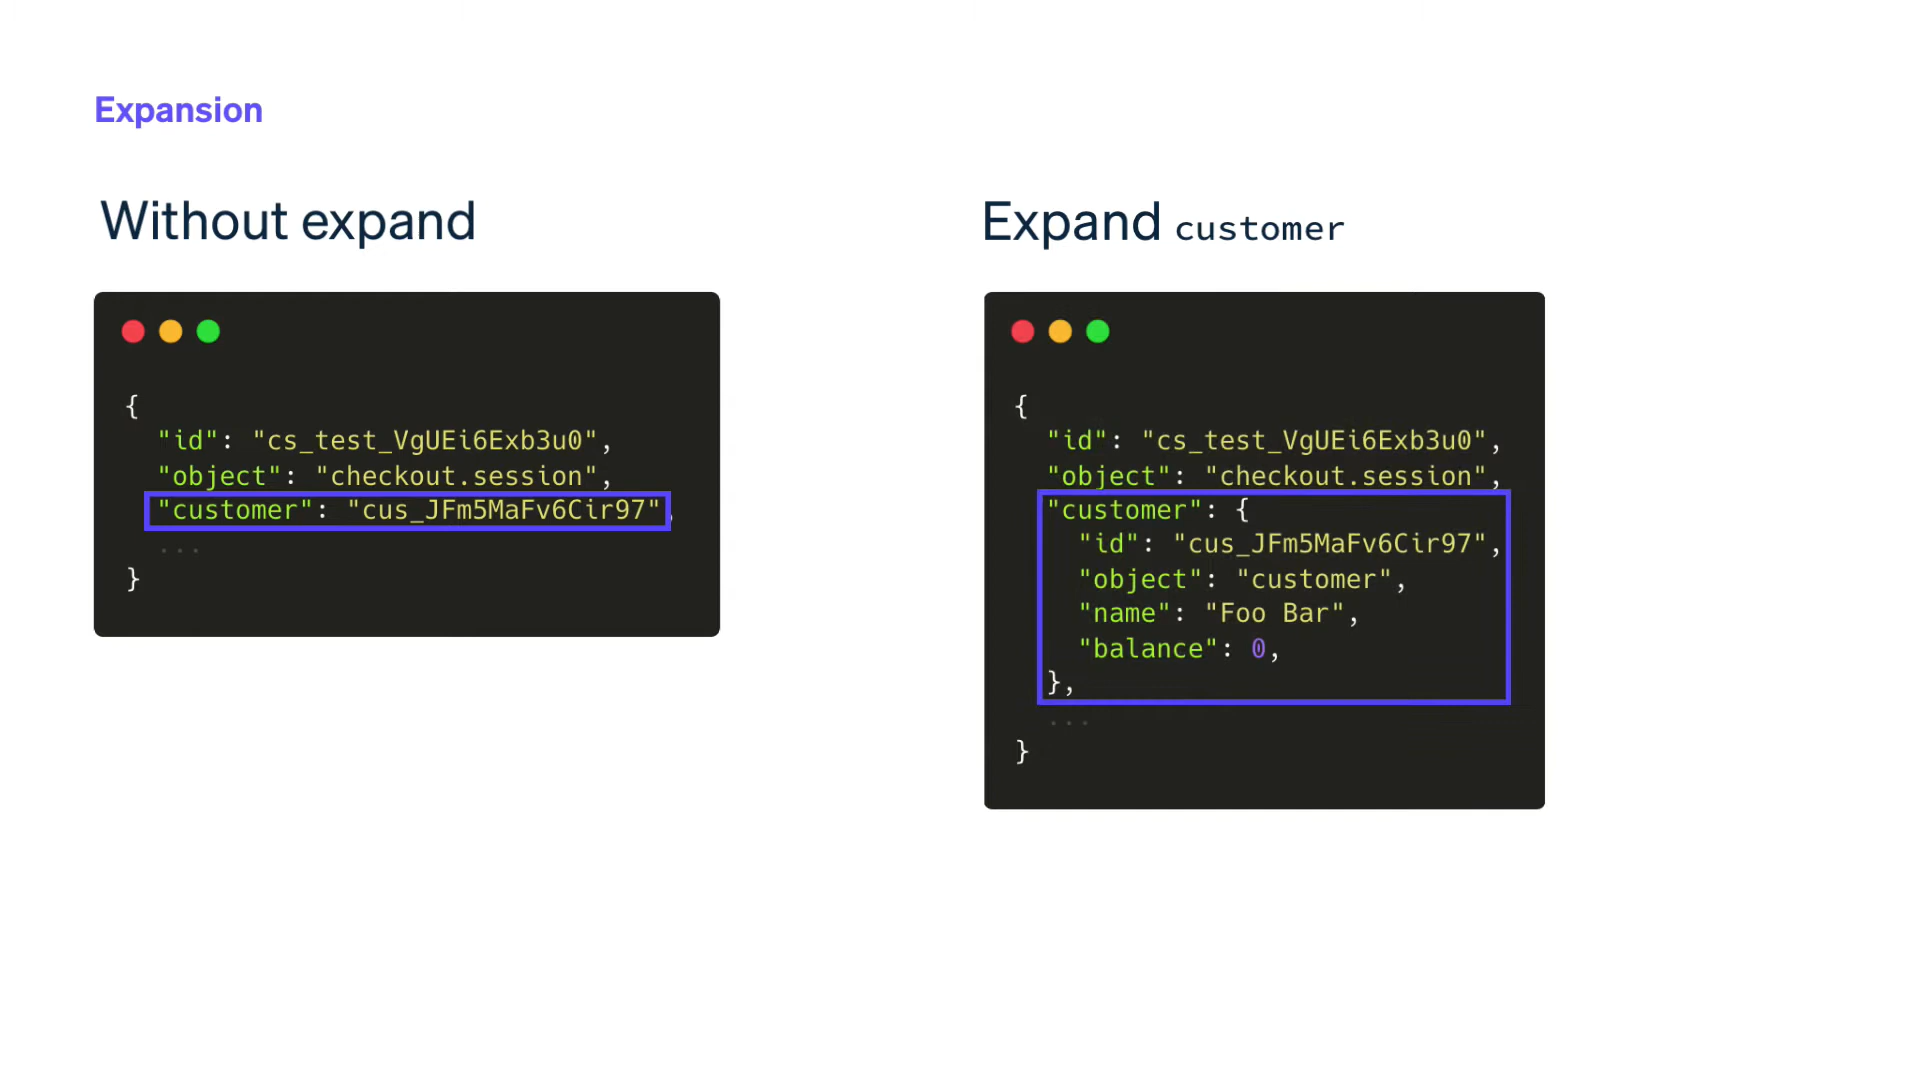 Expansion
Without expand
{
"id": "cs_test_VgUEi6Exb3u0",
"object": "checkout.session",
"customer": "cus_JFm5MaFv6Cir97",
...
}
Expand customer
{
"id": "cs_test_VgUEi6Exb3u0",
"object": "checkout.session",
"customer": {
"id": "cus_JFm5MaFv6Cir97",
"object": "customer",
"name": "Foo Bar",
"balance": 0,
},
...
}